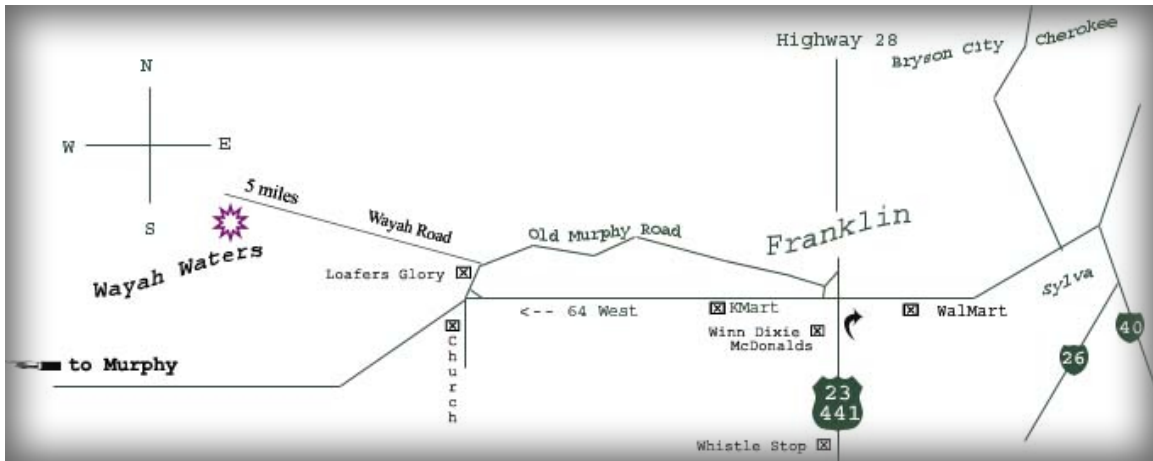 Highway 28
Bryson City
Cherokee
N
W
E
S
5 miles
Wayah Road
Wayah Waters
Old Murphy Road
Franklin
Loafers Glory
Sylva
<-- 64 West
KMart
WalMart
Winn Dixie
McDonalds
Church
to Murphy
40
26
23
441
Whistle Stop